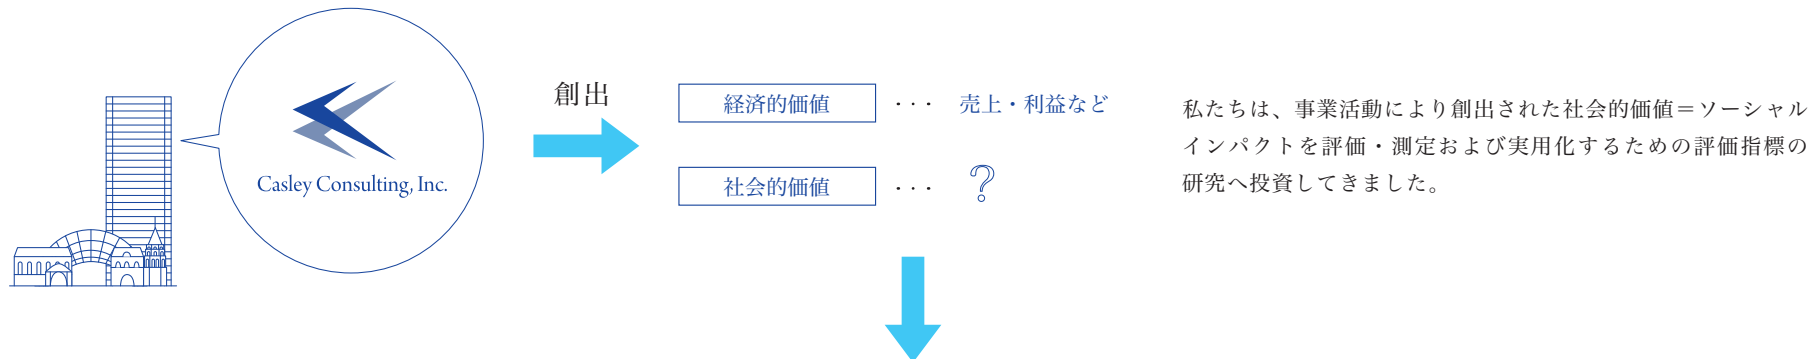 Casley Consulting, Inc.
創出
経済的価値 ・・・ 売上・利益など
社会的価値 ・・・ ?
私たちは、事業活動により創出された社会的価値＝ソーシャル
インパクトを評価・測定および実用化するための評価指標の
研究へ投資してきました。